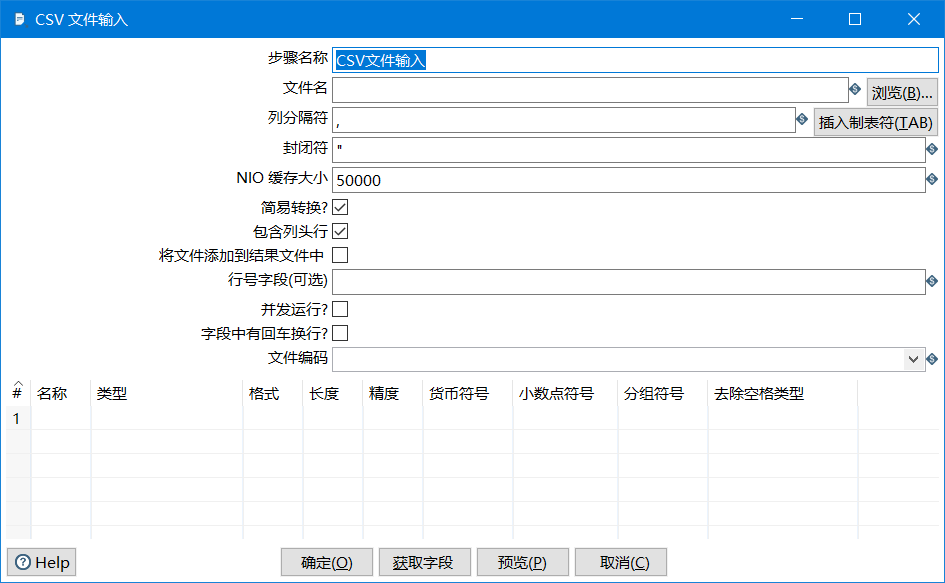 CSV 文件输入
步骤名称 CSV文件输入
文件名 浏览(B)...
列分隔符 , 插入制表符(TAB)
封闭符 "
NIO 缓存大小 50000
简易转换?
包含列头行
将文件添加到结果文件中
行号字段(可选)
并发运行?
字段中有回车换行?
文件编码
# 名称 类型 格式 长度 精度 货币符号 小数点符号 分组符号 去除空格类型
1
Help 确定(O) 获取字段 预览(P) 取消(C)